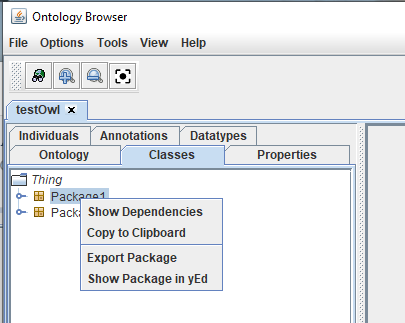 Ontology Browser
File Options Tools View Help
testOwl
Individuals Annotations Datatypes
Ontology Classes Properties
Thing
Package1
Packa
Show Dependencies
Copy to Clipboard
Export Package
Show Package in yEd